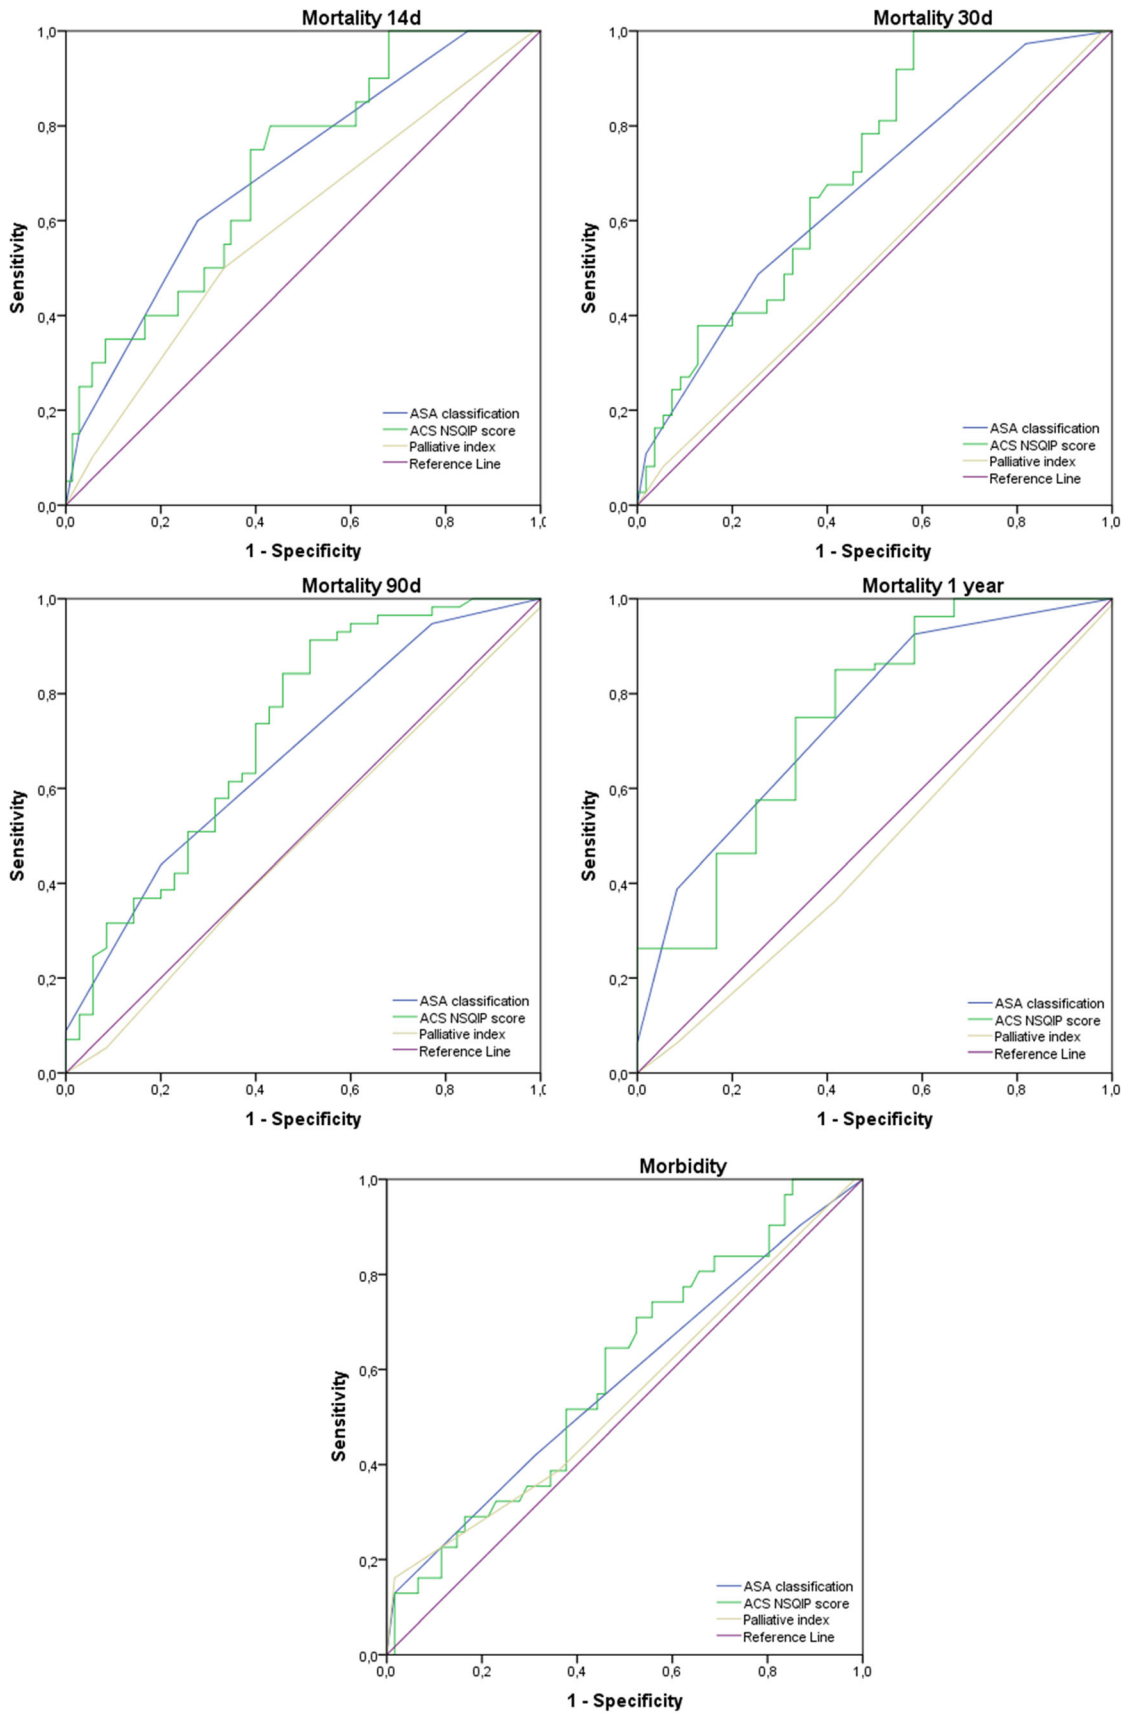 Mortality 14d
1,0
0,8
0,6
0,4
0,2
0,0
Sensitivity
ASA classification
ACS NSQIP score
Palliative index
Reference Line
0,0 0,2 0,4 0,6 0,8 1,0
1 - Specificity
Mortality 30d
1,0
0,8
0,6
0,4
0,2
0,0
Sensitivity
ASA classification
ACS NSQIP score
Palliative index
Reference Line
0,0 0,2 0,4 0,6 0,8 1,0
1 - Specificity
Mortality 90d
1,0
0,8
0,6
0,4
0,2
0,0
Sensitivity
ASA classification
ACS NSQIP score
Palliative index
Reference Line
0,0 0,2 0,4 0,6 0,8 1,0
1 - Specificity
Mortality 1 year
1,0
0,8
0,6
0,4
0,2
0,0
Sensitivity
ASA classification
ACS NSQIP score
Palliative index
Reference Line
0,0 0,2 0,4 0,6 0,8 1,0
1 - Specificity
Morbidity
1,0
0,8
0,6
0,4
0,2
0,0
Sensitivity
ASA classification
ACS NSQIP score
Palliative index
Reference Line
0,0 0,2 0,4 0,6 0,8 1,0
1 - Specificity